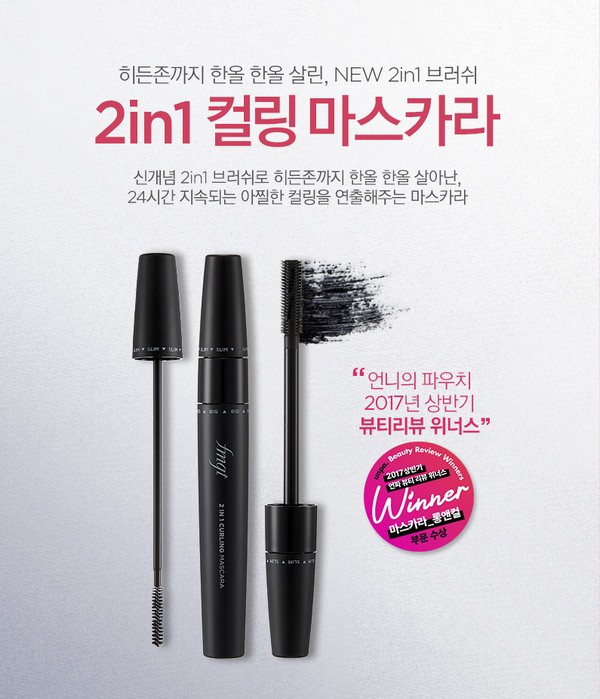 히든존까지 한올 한올 살린, NEW 2in1 브러쉬
2in1 컬링 마스카라
신개념 2in1 브러쉬로 히든존까지 한올 한올 살아난,
24시간 지속되는 아찔한 컬링을 연출해주는 마스카라
SLIM ▼ SLIM ▼
SLIM ▼ SLIM ▼
BIG ▲ BIG ▲ BIG
fmgt
2 IN 1 CURLING MASCARA
SLIM ▼ SLIM
“언니의 파우치
2017년 상반기
뷰티리뷰 위너스”
unpa. Beauty Review Winners
2017 상반기
언파 뷰티 리뷰 위너스
Winner
마스카라_롱앤컬
부문 수상